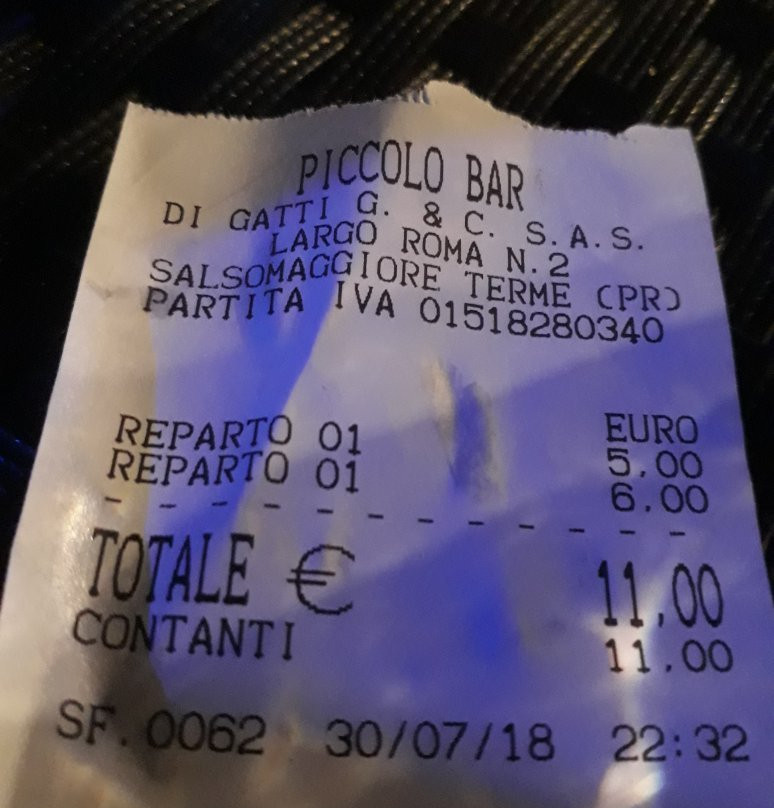 PICCOLO BAR
DI GATTI G. & C. S.A.S.
LARGO ROMA N.2
SALSOMAGGIORE TERME (PR)
PARTITA IVA 01518280340
EURO
REPARTO 01 5,00
REPARTO 01 6,00
- - - - - - - - - - - -
TOTALE € 11,00
CONTANTI 11,00
SF.0062 30/07/18 22:32